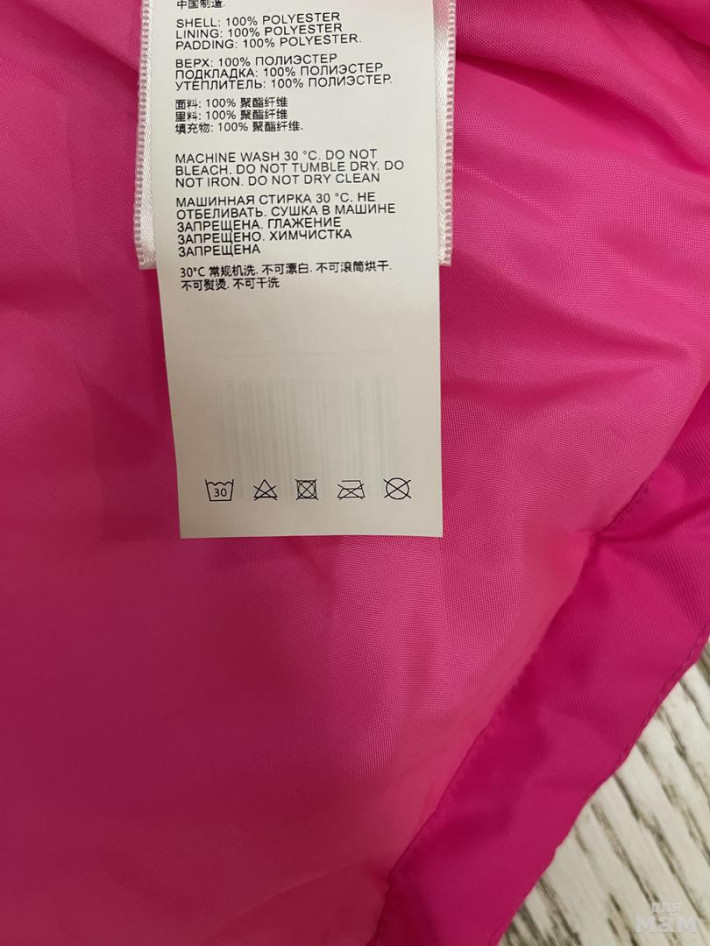 中国制造.
SHELL: 100% POLYESTER
LINING: 100% POLYESTER
PADDING: 100% POLYESTER.
ВЕРХ: 100% ПОЛИЭСТЕР
ПОДКЛАДКА: 100% ПОЛИЭСТЕР
УТЕПЛИТЕЛЬ: 100% ПОЛИЭСТЕР.
面料: 100% 聚酯纤维
里料: 100% 聚酯纤维
填充物: 100% 聚酯纤维.
MACHINE WASH 30 °C. DO NOT
BLEACH. DO NOT TUMBLE DRY. DO
NOT IRON. DO NOT DRY CLEAN
МАШИННАЯ СТИРКА 30 °C. НЕ
ОТБЕЛИВАТЬ. СУШКА В МАШИНЕ
ЗАПРЕЩЕНА. ГЛАЖЕНИЕ
ЗАПРЕЩЕНО. ХИМЧИСТКА
ЗАПРЕЩЕНА
30°C 常规机洗. 不可漂白. 不可滚筒烘干.
不可熨烫. 不可干洗
30
для
МЭМ